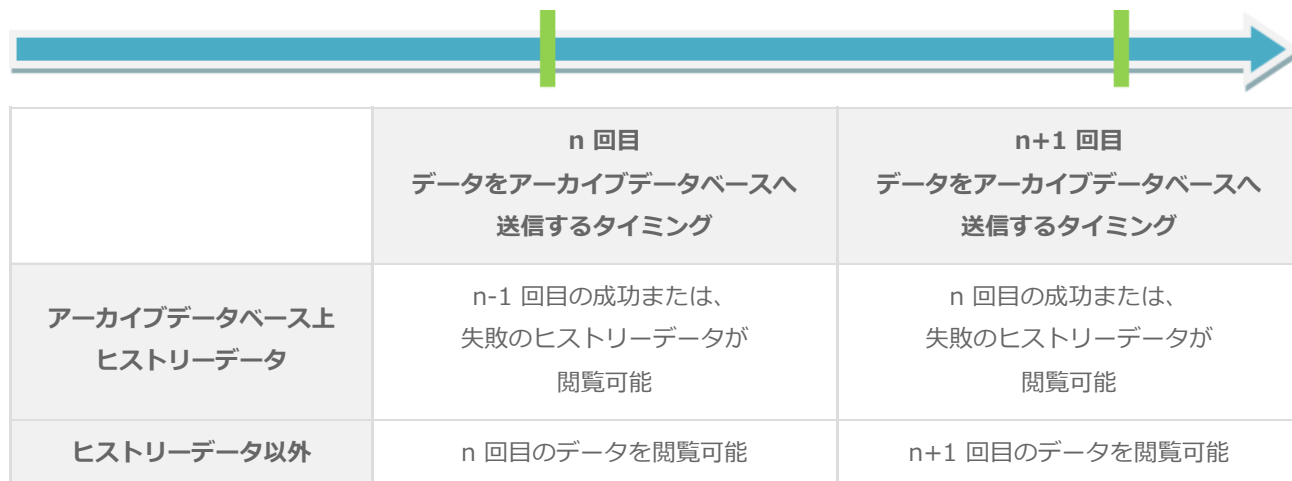 n 回目
データをアーカイブデータベースへ
送信するタイミング
n+1 回目
データをアーカイブデータベースへ
送信するタイミング
アーカイブデータベース上
ヒストリーデータ
n-1 回目の成功または、
失敗のヒストリーデータが
閲覧可能
n 回目の成功または、
失敗のヒストリーデータが
閲覧可能
ヒストリーデータ以外
n 回目のデータを閲覧可能
n+1 回目のデータを閲覧可能